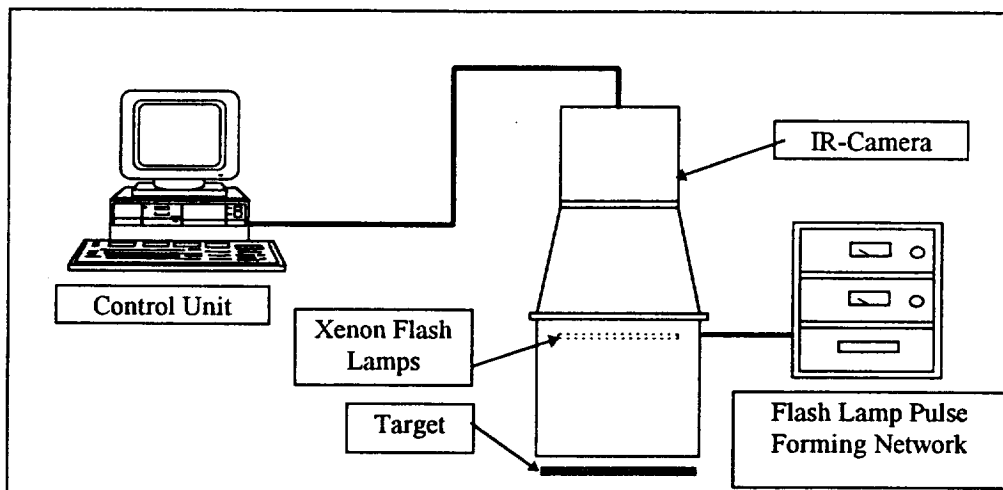 IR-Camera
Control Unit
Xenon Flash
Lamps
Target
Flash Lamp Pulse
Forming Network